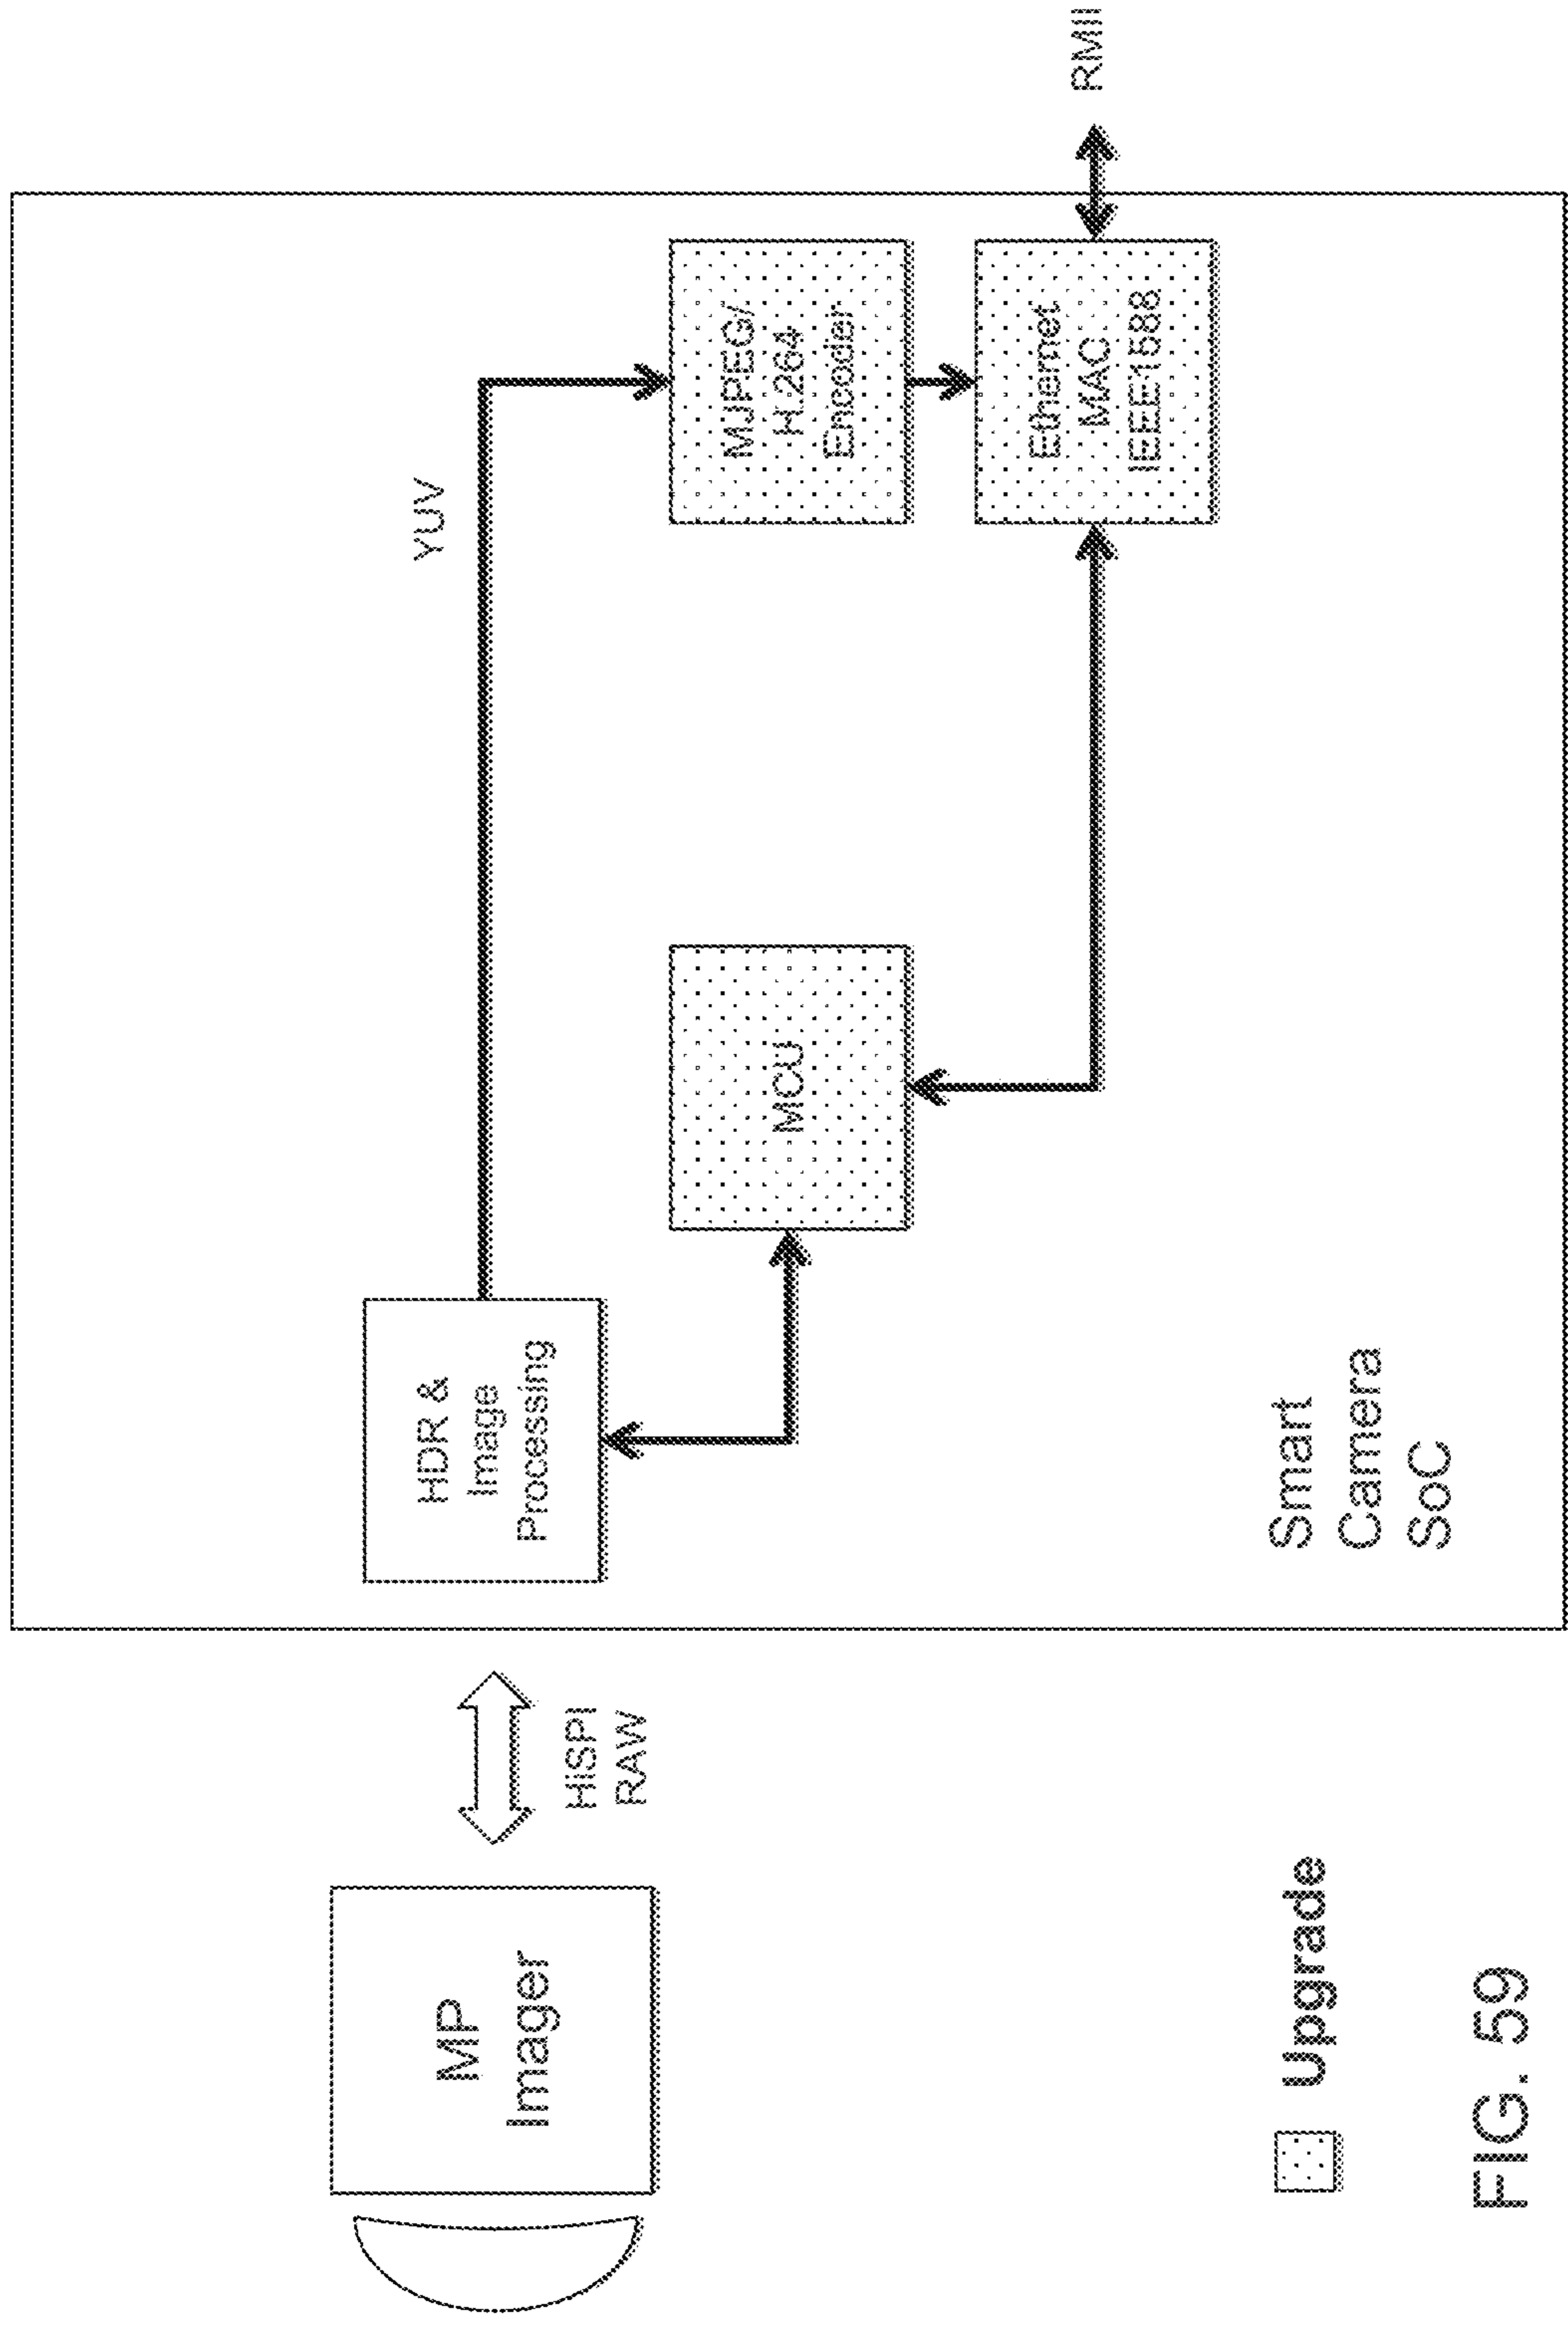 MP
Imager
HiSPI
RAW
HDR &
Image
Processing
YUV
MCU
MJPEG/
H.264
Encoder
Ethernet
MAC
IEEE1588
RMII
Smart
Camera
SoC
Upgrade
FIG. 59